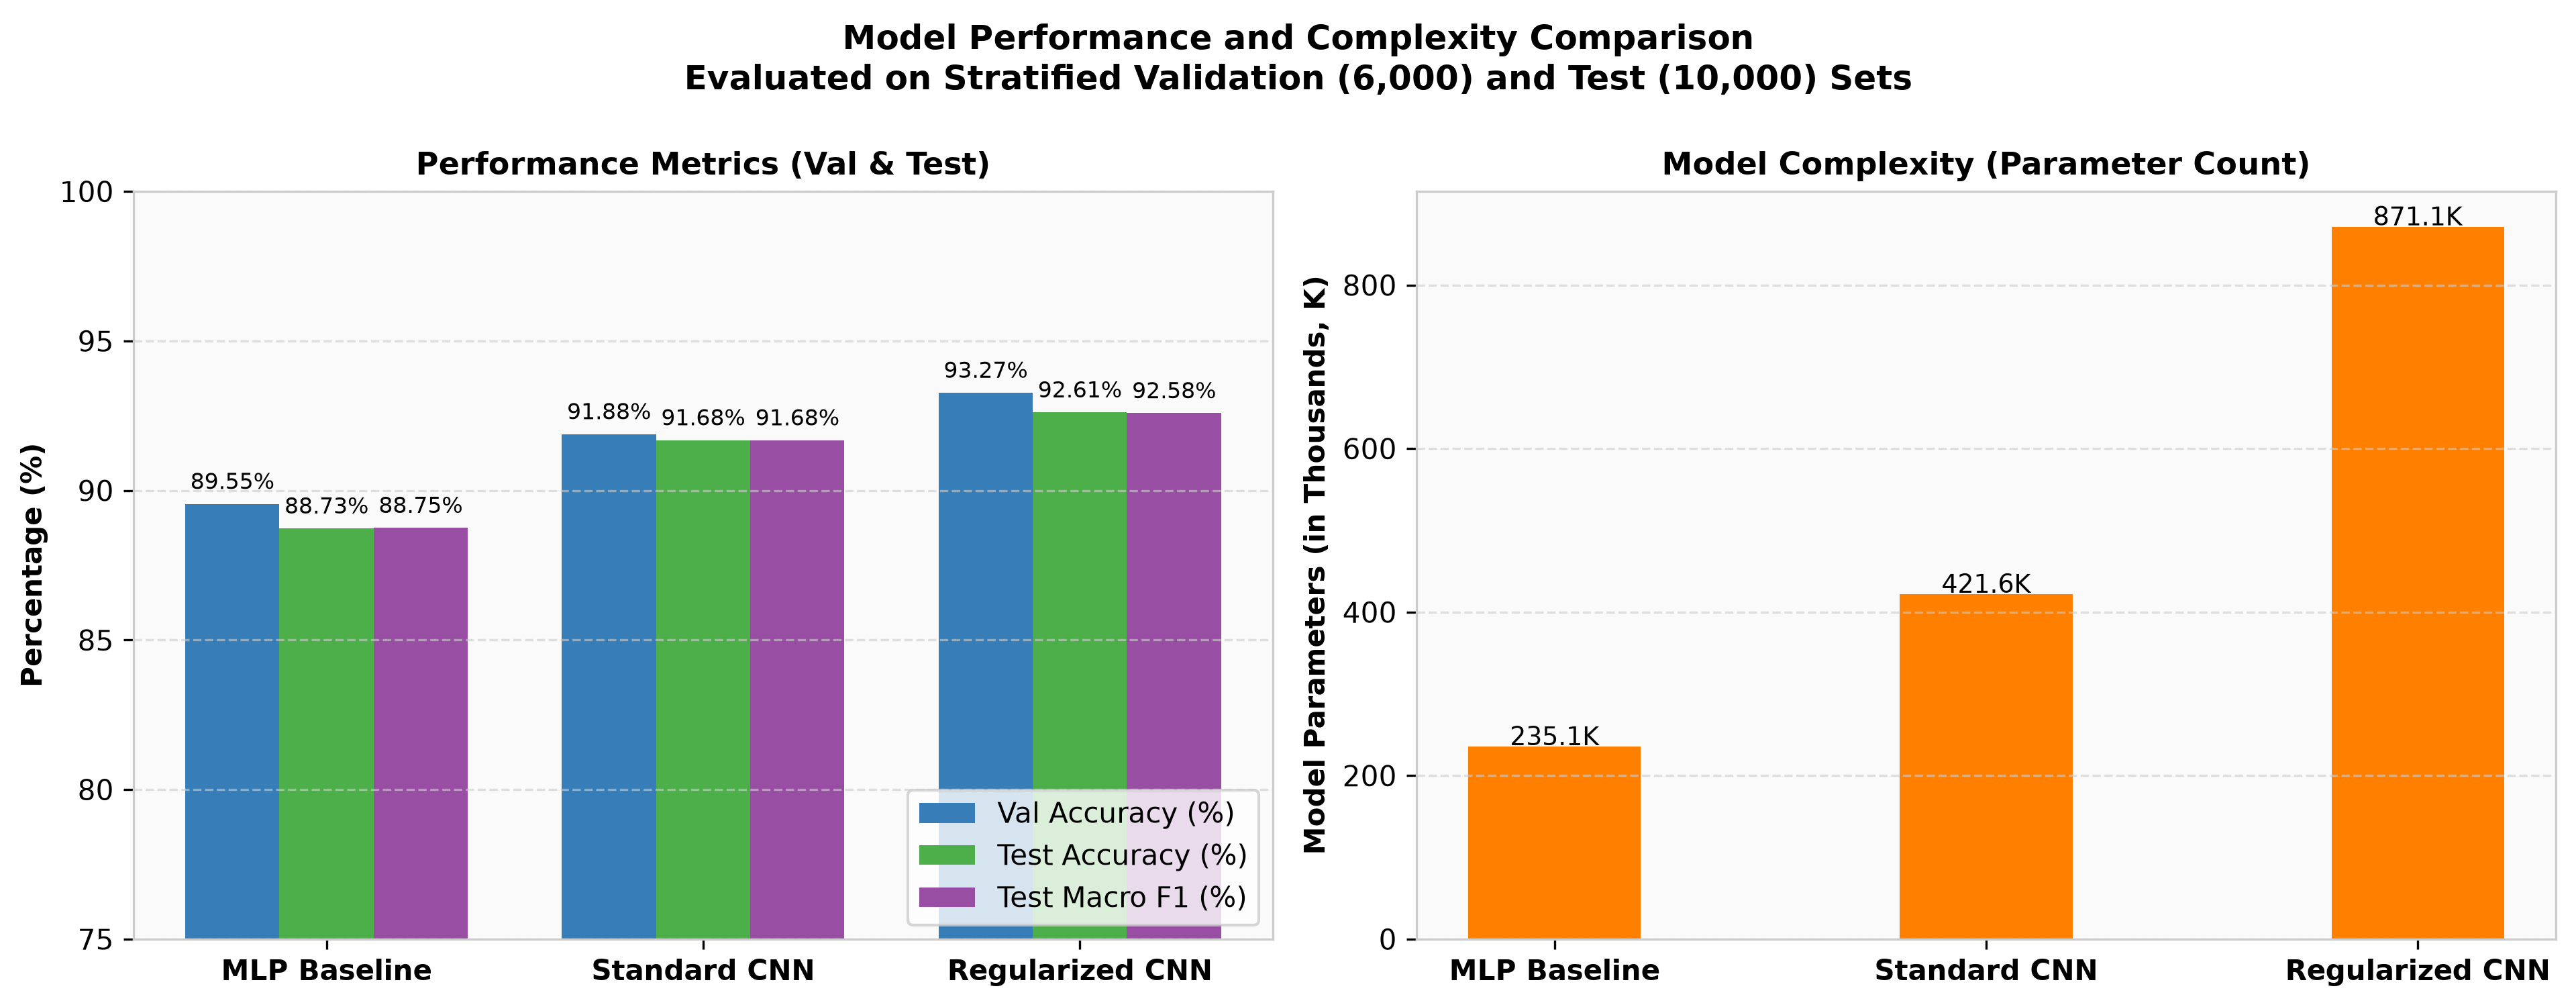 Model Performance and Complexity Comparison
Evaluated on Stratified Validation (6,000) and Test (10,000) Sets
Performance Metrics (Val & Test)
Percentage (%)
100
95
90
85
80
75
89.55%
88.73%
88.75%
91.88%
91.68%
91.68%
93.27%
92.61%
92.58%
Val Accuracy (%)
Test Accuracy (%)
Test Macro F1 (%)
MLP Baseline
Standard CNN
Regularized CNN
Model Complexity (Parameter Count)
Model Parameters (in Thousands, K)
800
600
400
200
0
235.1K
421.6K
871.1K
MLP Baseline
Standard CNN
Regularized CNN